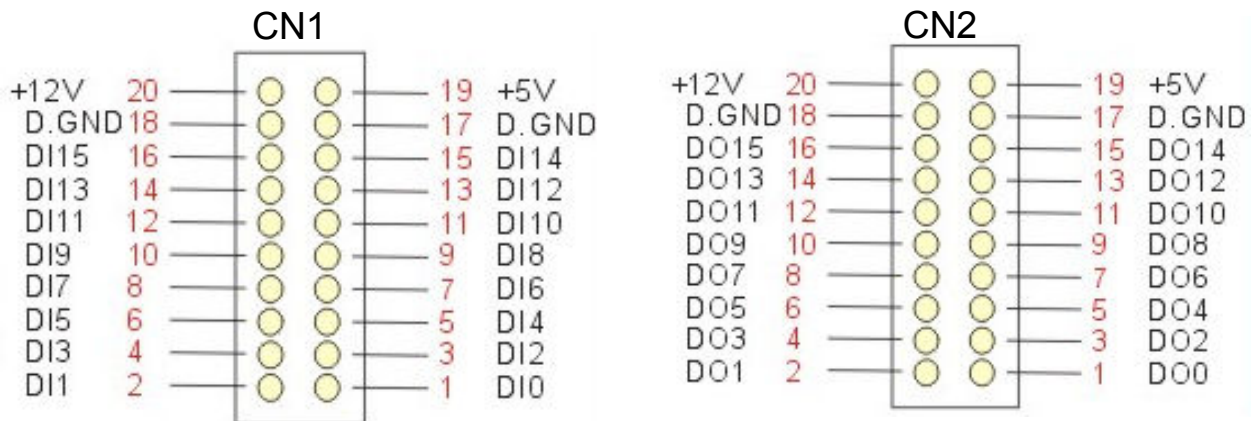 CN1
+12V 20 19 +5V
D.GND 18 17 D.GND
DI15 16 15 DI14
DI13 14 13 DI12
DI11 12 11 DI10
DI9 10 9 DI8
DI7 8 7 DI6
DI5 6 5 DI4
DI3 4 3 DI2
DI1 2 1 DI0
CN2
+12V 20 19 +5V
D.GND 18 17 D.GND
DO15 16 15 DO14
DO13 14 13 DO12
DO11 12 11 DO10
DO9 10 9 DO8
DO7 8 7 DO6
DO5 6 5 DO4
DO3 4 3 DO2
DO1 2 1 DO0